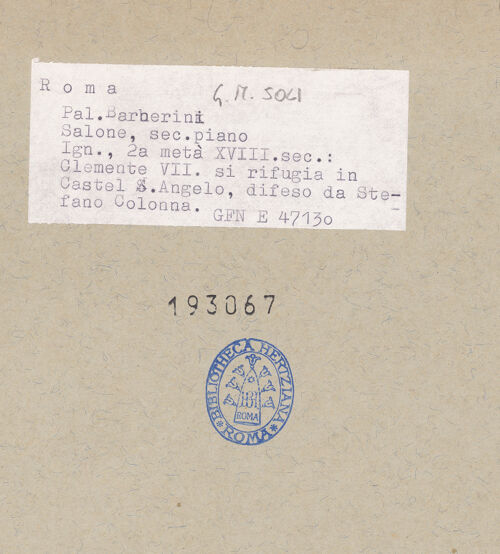 Roma
G. M. SOLI
Pal.Barberini
Salone, sec.piano
Ign., 2a metà XVIII.sec.:
Clemente VII. si rifugia in
Castel S.Angelo, difeso da Ste-
fano Colonna.
GFN E 47130
193067
*BIBLIOTHECA HERTZIANA*
ROMA
ROMA